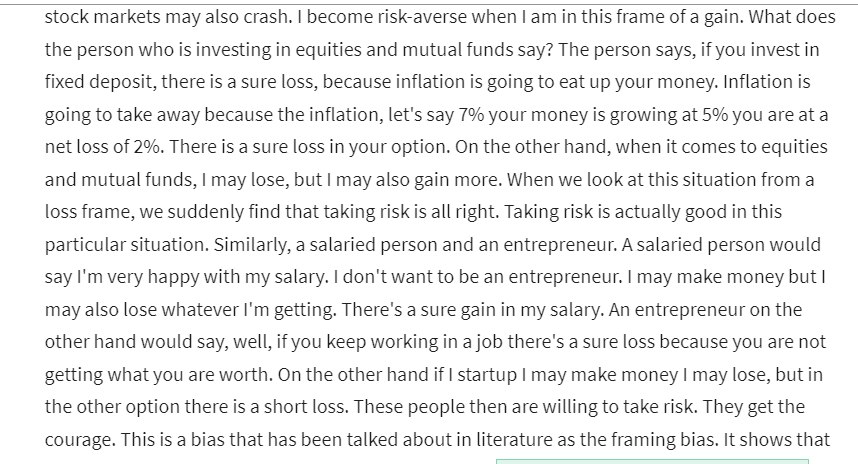 stock markets may also crash. I become risk-averse when I am in this frame of a gain. What does
the person who is investing in equities and mutual funds say? The person says, if you invest in
fixed deposit, there is a sure loss, because inflation is going to eat up your money. Inflation is
going to take away because the inflation, let's say 7% your money is growing at 5% you are at a
net loss of 2%. There is a sure loss in your option. On the other hand, when it comes to equities
and mutual funds, I may lose, but I may also gain more. When we look at this situation from a
loss frame, we suddenly find that taking risk is all right. Taking risk is actually good in this
particular situation. Similarly, a salaried person and an entrepreneur. A salaried person would
say I'm very happy with my salary. I don't want to be an entrepreneur. I may make money but I
may also lose whatever I'm getting. There's a sure gain in my salary. An entrepreneur on the
other hand would say, well, if you keep working in a job there's a sure loss because you are not
getting what you are worth. On the other hand if I startup I may make money I may lose, but in
the other option there is a short loss. These people then are willing to take risk. They get the
courage. This is a bias that has been talked about in literature as the framing bias. It shows that